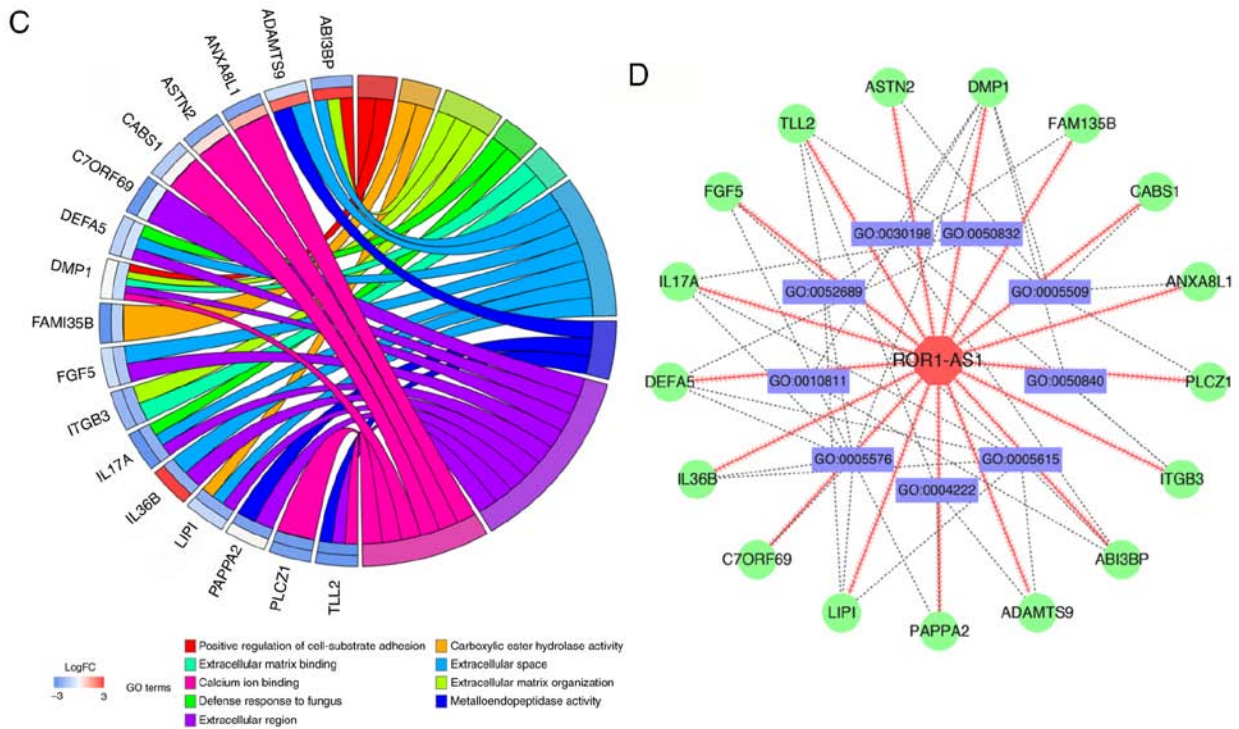 C
ABI3BP
ADAMTS9
ANXA8L1
ASTN2
CABS1
C7ORF69
DEFA5
DMP1
FAMI35B
FGF5
ITGB3
IL17A
IL36B
LIPI
PAPPA2
PLCZ1
TLL2
LogFC
−3 3
GO terms
Positive regulation of cell-substrate adhesion
Extracellular matrix binding
Calcium ion binding
Defense response to fungus
Extracellular region
Carboxylic ester hydrolase activity
Extracellular space
Extracellular matrix organization
Metalloendopeptidase activity
D
ASTN2
DMP1
TLL2
FAM135B
FGF5
CABS1
GO:0030198
GO:0050832
IL17A
GO:0052689
GO:0005509
ANXA8L1
ROR1-AS1
DEFA5
GO:0010811
GO:0050840
PLCZ1
GO:0005576
GO:0005615
IL36B
GO:0004222
ITGB3
C7ORF69
ABI3BP
LIPI
PAPPA2
ADAMTS9